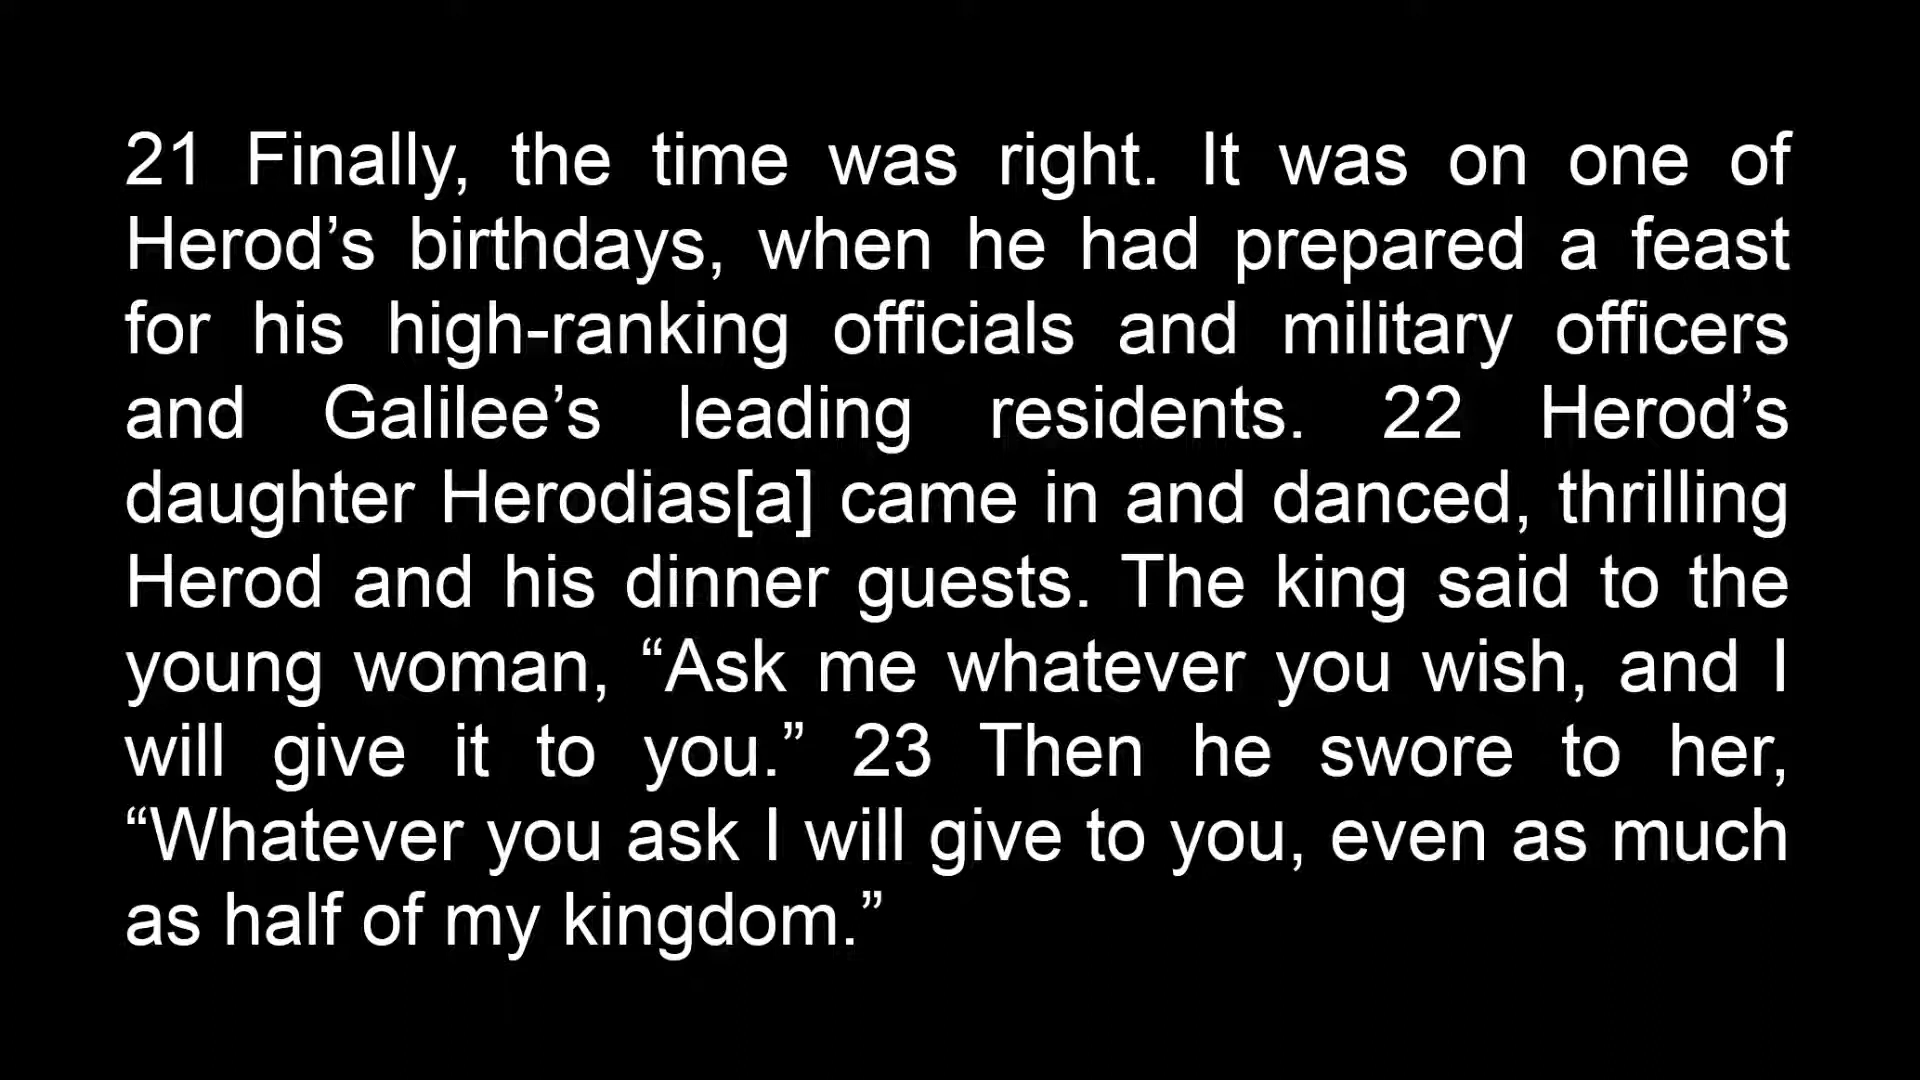 21 Finally, the time was right. It was on one of
Herod’s birthdays, when he had prepared a feast
for his high-ranking officials and military officers
and Galilee’s leading residents. 22 Herod’s
daughter Herodias[a] came in and danced, thrilling
Herod and his dinner guests. The king said to the
young woman, “Ask me whatever you wish, and I
will give it to you.” 23 Then he swore to her,
“Whatever you ask I will give to you, even as much
as half of my kingdom.”